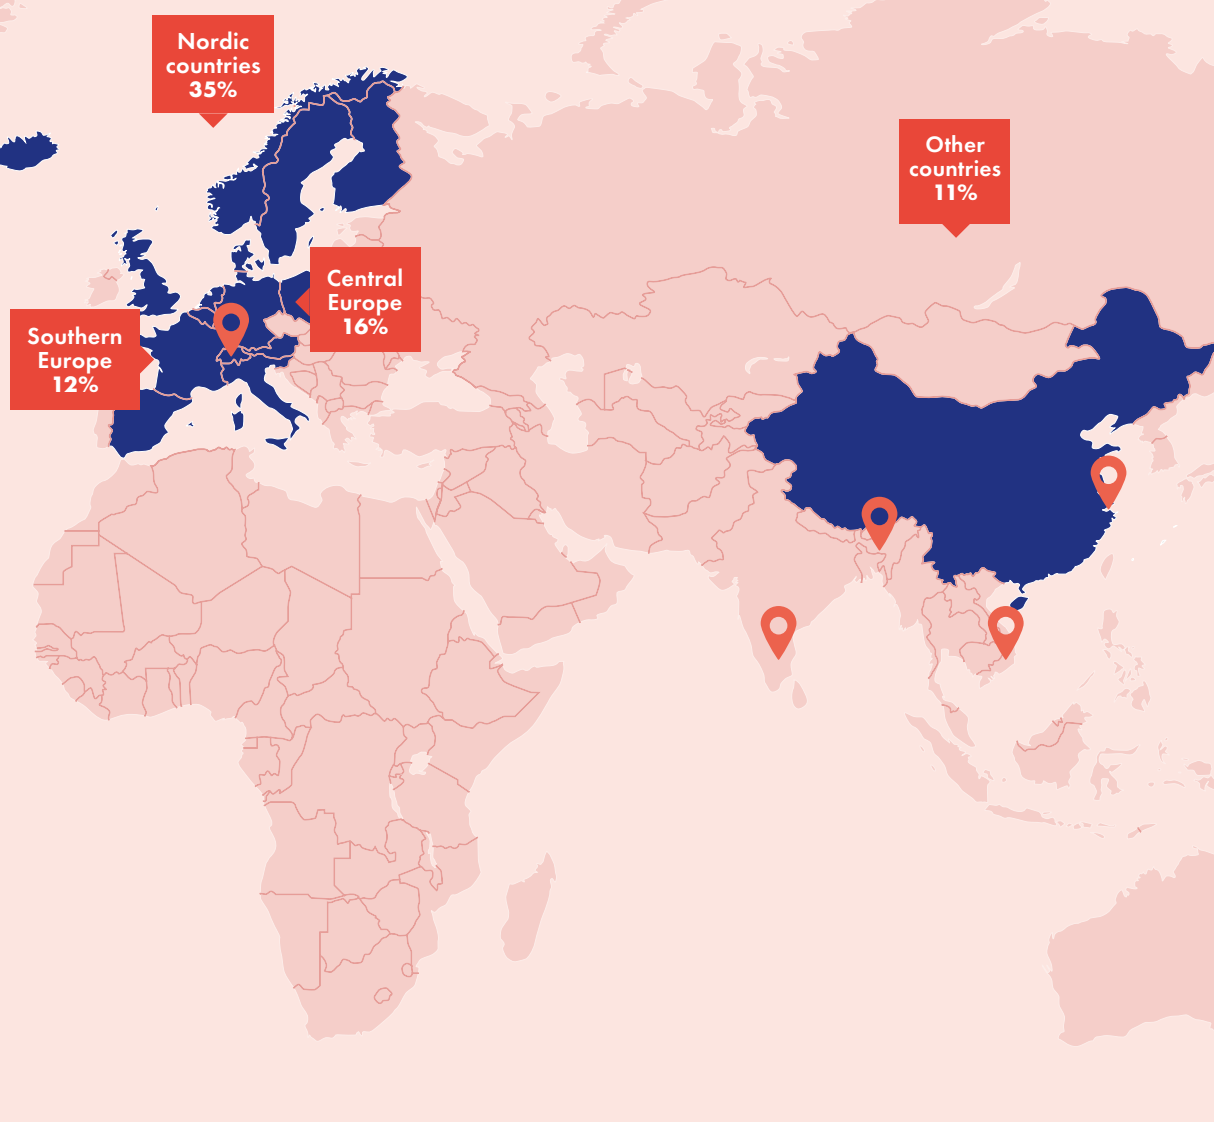 Nordic
countries
35%
Other
countries
11%
Central
Europe
16%
Southern
Europe
12%